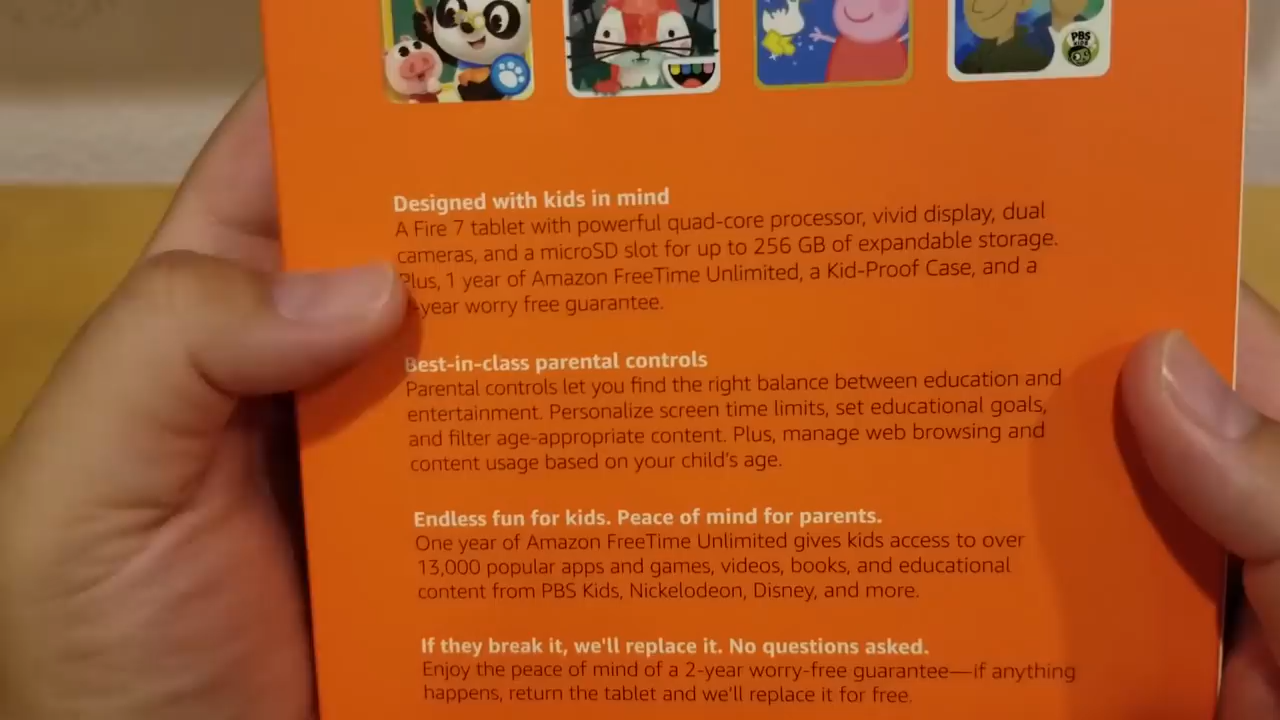 PBS
KIDS
Designed with kids in mind
A Fire 7 tablet with powerful quad-core processor, vivid display, dual
cameras, and a microSD slot for up to 256 GB of expandable storage.
Plus, 1 year of Amazon FreeTime Unlimited, a Kid-Proof Case, and a
-year worry free guarantee.
Best-in-class parental controls
Parental controls let you find the right balance between education and
entertainment. Personalize screen time limits, set educational goals,
and filter age-appropriate content. Plus, manage web browsing and
content usage based on your child's age.
Endless fun for kids. Peace of mind for parents.
One year of Amazon FreeTime Unlimited gives kids access to over
13,000 popular apps and games, videos, books, and educational
content from PBS Kids, Nickelodeon, Disney, and more.
If they break it, we'll replace it. No questions asked.
Enjoy the peace of mind of a 2-year worry-free guarantee—if anything
happens, return the tablet and we'll replace it for free.